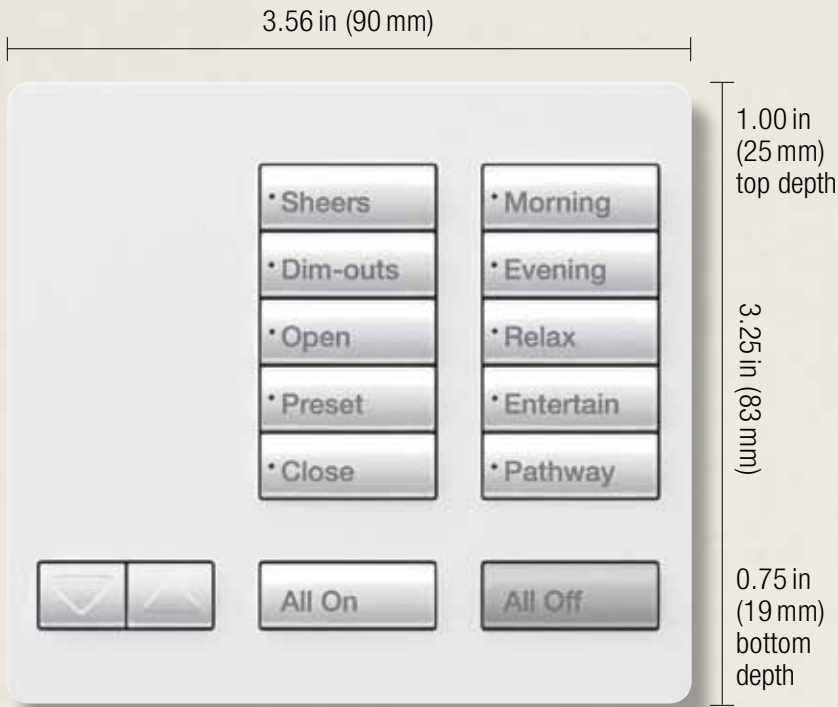 3.56 in (90 mm)
1.00 in
(25 mm)
top depth
Sheers
Morning
Dim-outs
Evening
Open
Relax
Preset
Entertain
Close
Pathway
3.25 in (83 mm)
All On
All Off
0.75 in
(19 mm)
bottom
depth